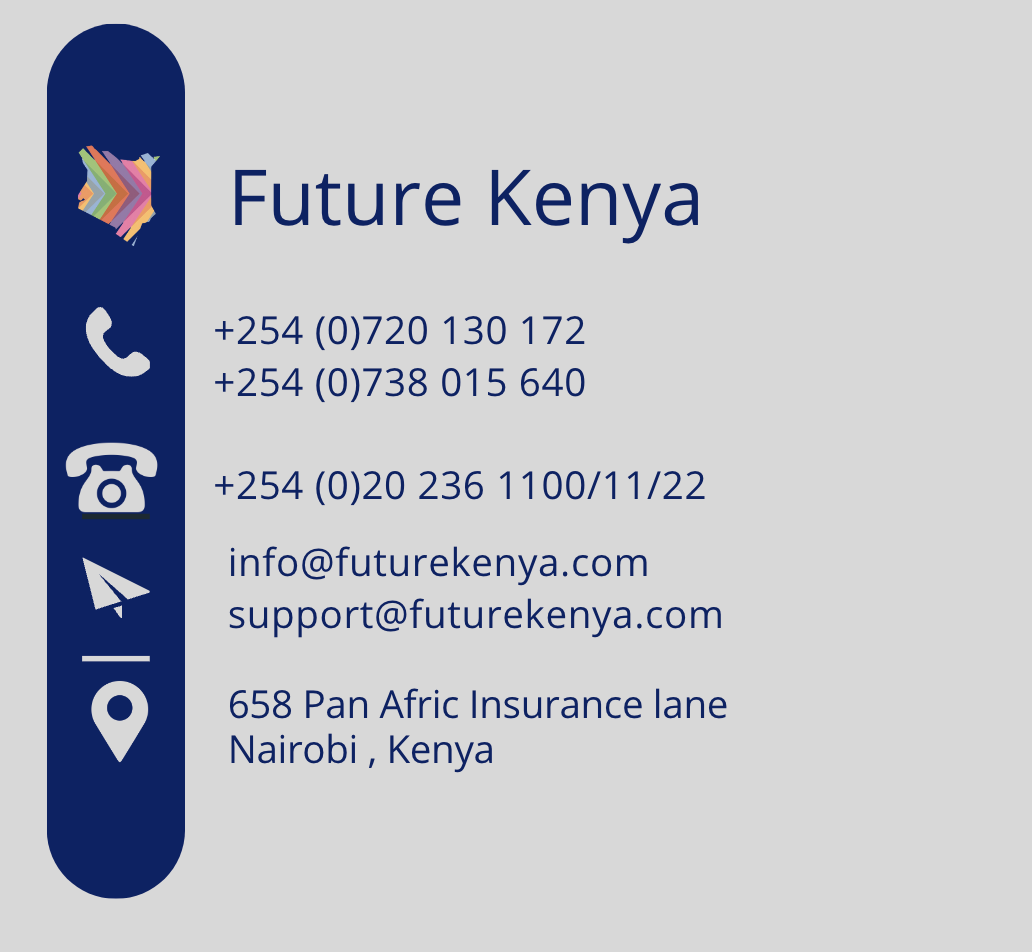 Future Kenya
+254 (0)720 130 172
+254 (0)738 015 640
+254 (0)20 236 1100/11/22
info@futurekenya.com
support@futurekenya.com
658 Pan Afric Insurance lane
Nairobi , Kenya